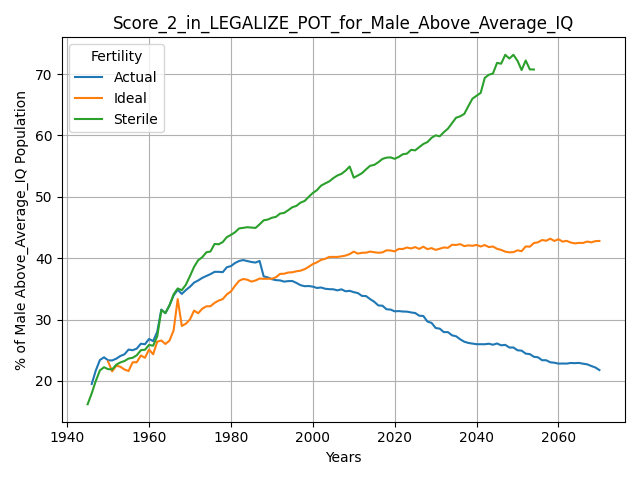 Score_2_in_LEGALIZE_POT_for_Male_Above_Average_IQ
% of Male Above_Average_IQ Population
70
60
50
40
30
20
Fertility
Actual
Ideal
Sterile
1940 1960 1980 2000 2020 2040 2060
Years